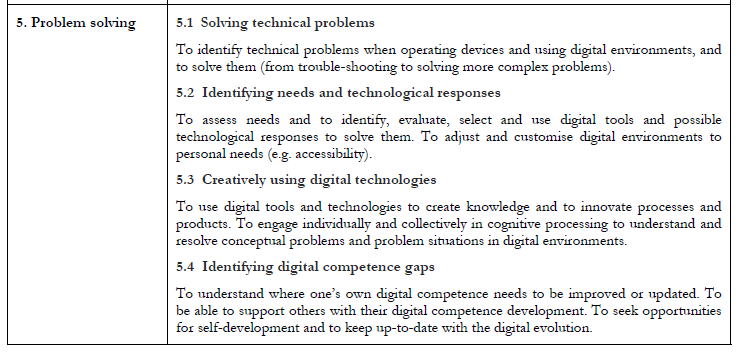 5. Problem solving
5.1 Solving technical problems
To identify technical problems when operating devices and using digital environments, and
to solve them (from trouble-shooting to solving more complex problems).
5.2 Identifying needs and technological responses
To assess needs and to identify, evaluate, select and use digital tools and possible
technological responses to solve them. To adjust and customise digital environments to
personal needs (e.g. accessibility).
5.3 Creatively using digital technologies
To use digital tools and technologies to create knowledge and to innovate processes and
products. To engage individually and collectively in cognitive processing to understand and
resolve conceptual problems and problem situations in digital environments.
5.4 Identifying digital competence gaps
To understand where one’s own digital competence needs to be improved or updated. To
be able to support others with their digital competence development. To seek opportunities
for self-development and to keep up-to-date with the digital evolution.